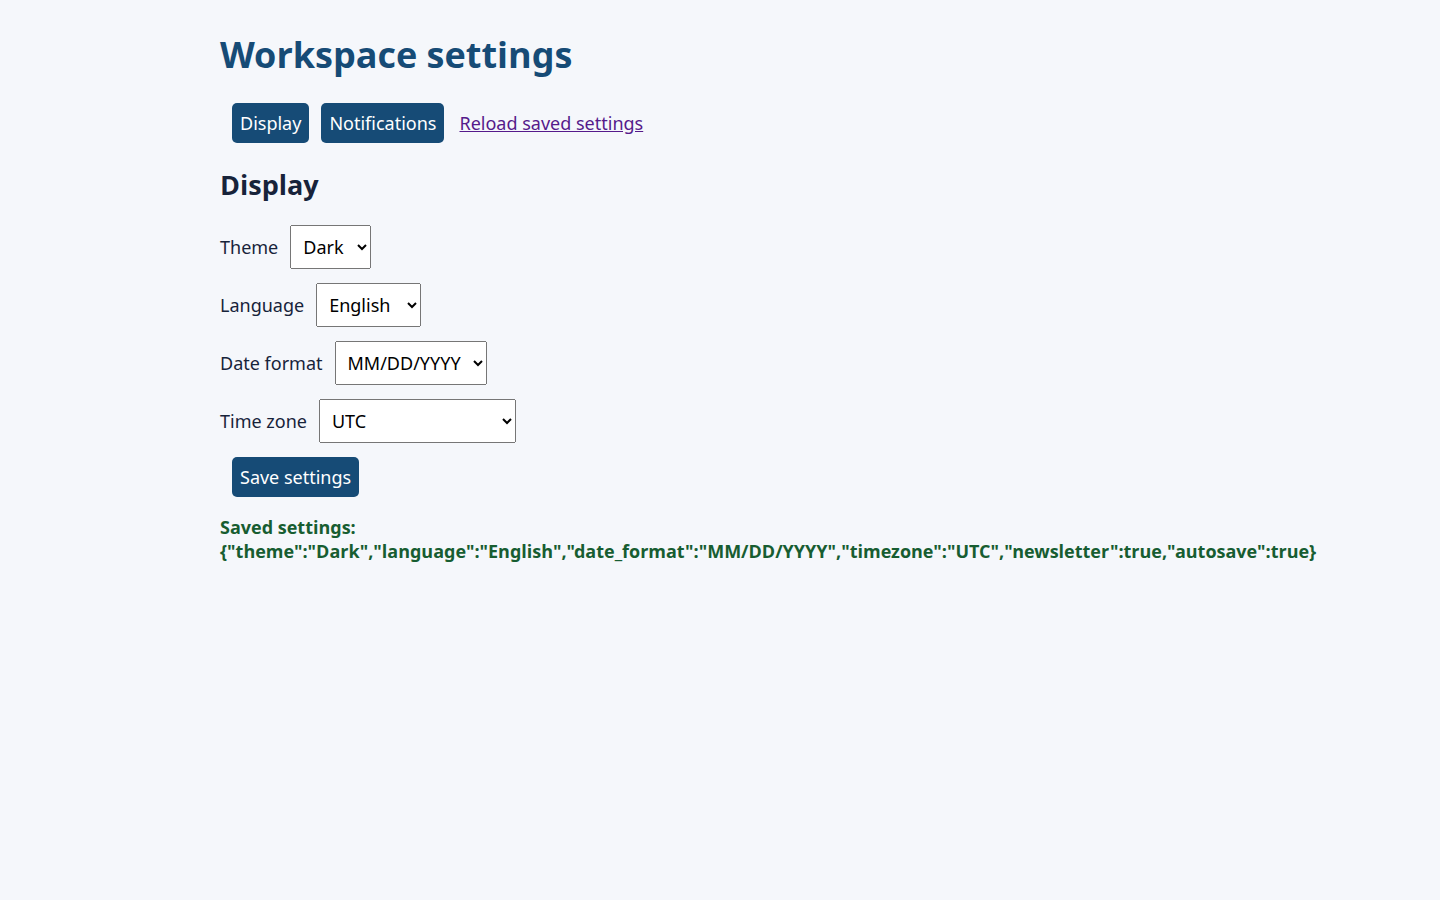 Workspace settings
Display Notifications Reload saved settings
Display
Theme Dark
Language English
Date format MM/DD/YYYY
Time zone UTC
Save settings
Saved settings:
{"theme":"Dark","language":"English","date_format":"MM/DD/YYYY","timezone":"UTC","newsletter":true,"autosave":true}